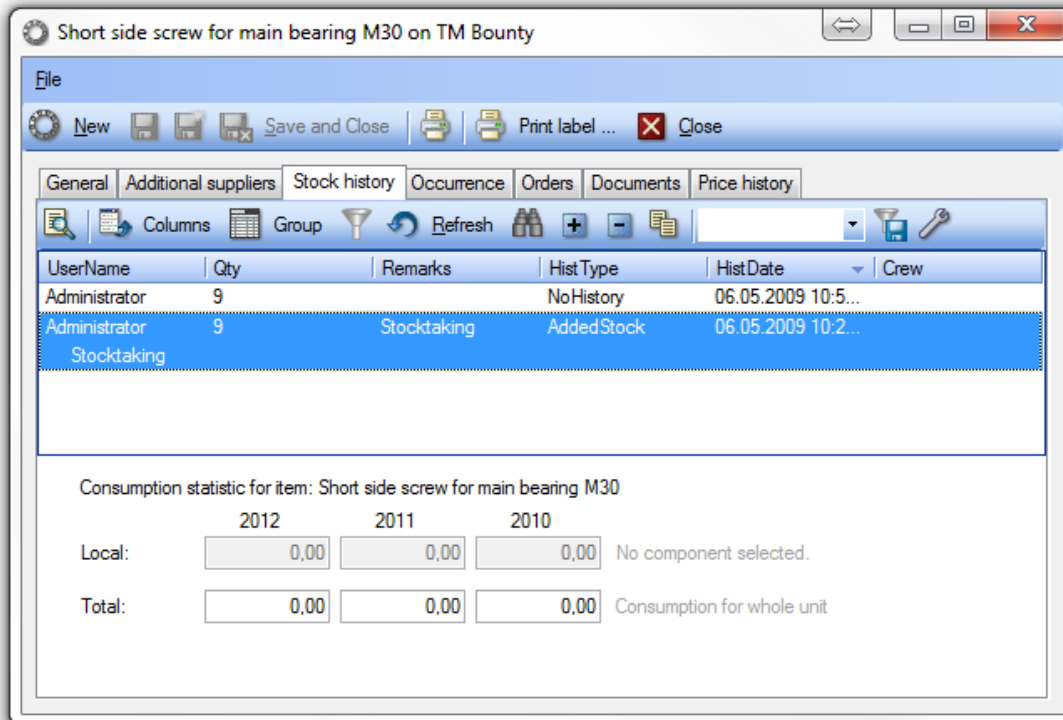 Short side screw for main bearing M30 on TM Bounty
File
New Save and Close Print label ... Close
General Additional suppliers Stock history Occurrence Orders Documents Price history
Columns Group Refresh
UserName Qty Remarks HistType HistDate Crew
Administrator 9 NoHistory 06.05.2009 10:5...
Administrator 9 Stocktaking AddedStock 06.05.2009 10:2...
Stocktaking
Consumption statistic for item: Short side screw for main bearing M30
2012 2011 2010
Local: 0,00 0,00 0,00 No component selected.
Total: 0,00 0,00 0,00 Consumption for whole unit